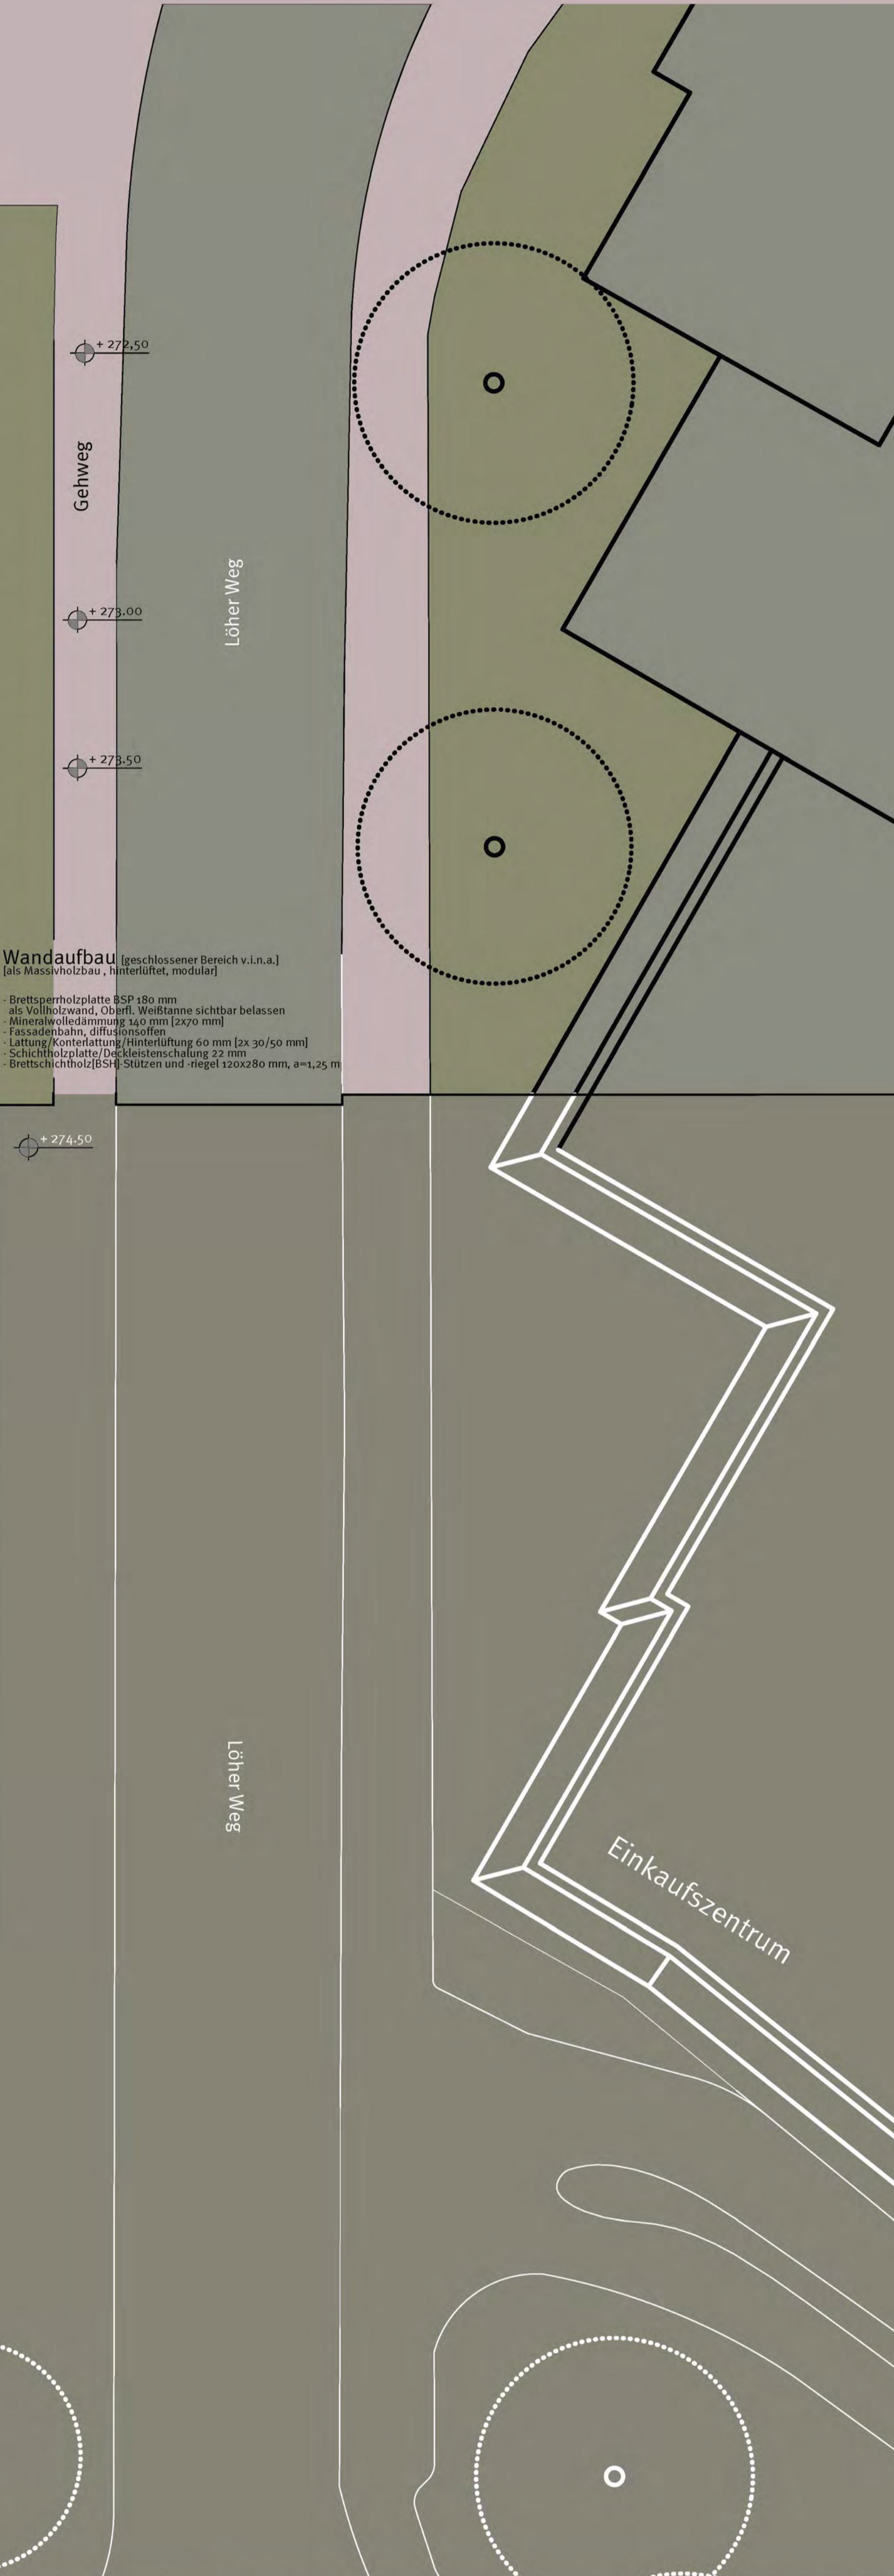 + 272,50
Gehweg
Löher Weg
+ 273.00
+ 273.50
Wandaufbau [geschlossener Bereich v.i.n.a.]
[als Massivholzbau , hinterlüftet, modular]
- Brettsperrholzplatte BSP 180 mm
als Vollholzwand, Oberfl. Weißtanne sichtbar belassen
- Mineralwolledämmung 140 mm [2x70 mm]
- Fassadenbahn, diffusionsoffen
- Lattung/Konterlattung/Hinterlüftung 60 mm [2x 30/50 mm]
- Schichtholzplatte/Deckleistenschalung 22 mm
- Brettschichtholz[BSH]-Stützen und -riegel 120x280 mm, a=1,25 m
+ 274.50
Löher Weg
Einkaufszentrum